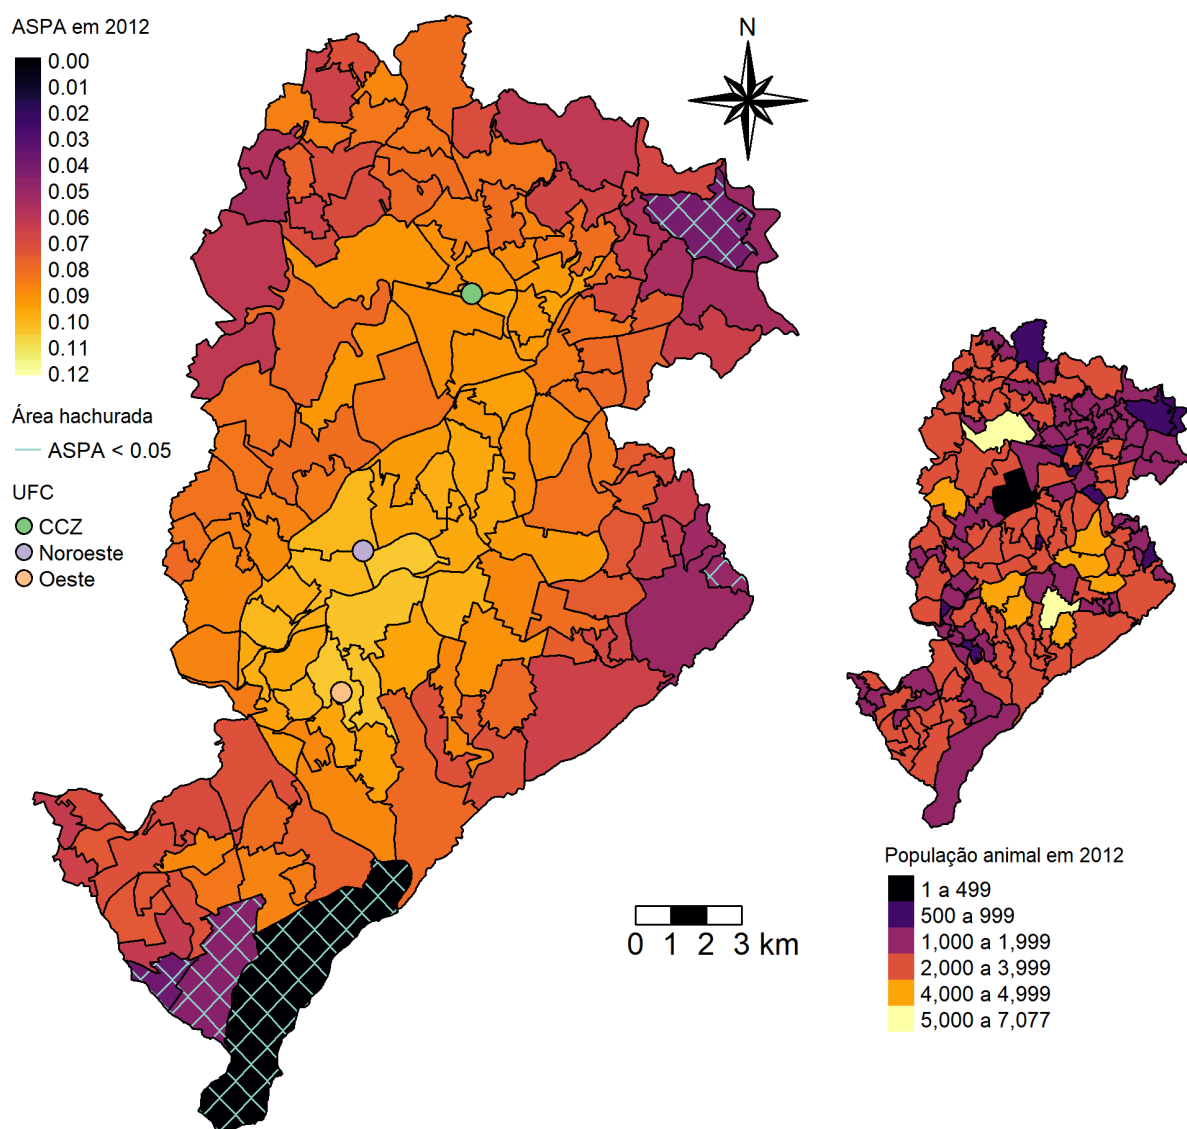 ASPA em 2012
0.00
0.01
0.02
0.03
0.04
0.05
0.06
0.07
0.08
0.09
0.10
0.11
0.12
Área hachurada
ASPA < 0.05
UFC
CCZ
Noroeste
Oeste
N
0 1 2 3 km
População animal em 2012
1 a 499
500 a 999
1,000 a 1,999
2,000 a 3,999
4,000 a 4,999
5,000 a 7,077